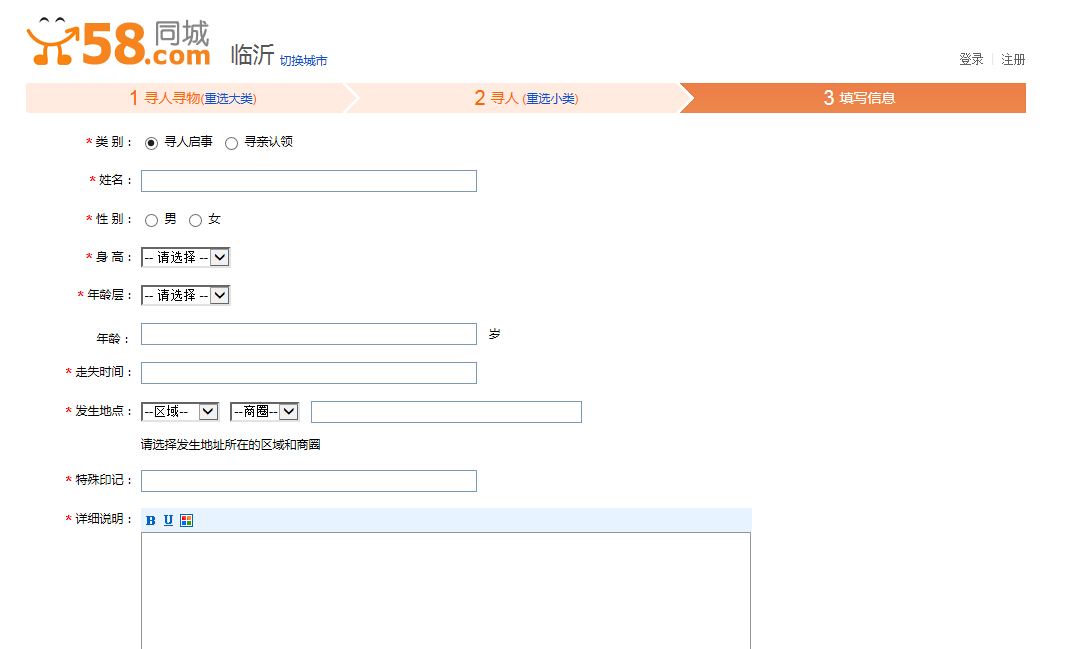 58同城.com 临沂 切换城市 登录 | 注册
1 寻人寻物(重选大类) 2 寻人 (重选小类) 3 填写信息
* 类 别： 寻人启事 寻亲认领
* 姓名：
* 性 别： 男 女
* 身 高： -- 请选择 --
* 年龄层： -- 请选择 --
年龄： 岁
* 走失时间：
* 发生地点： --区域-- --商圈--
请选择发生地址所在的区域和商圈
* 特殊印记：
* 详细说明： B U